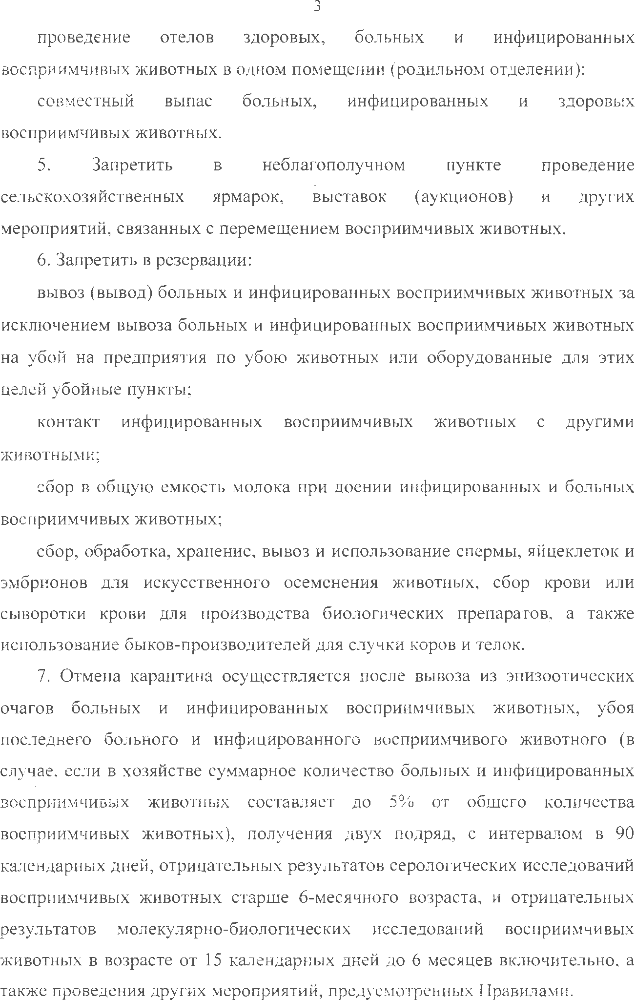 3
проведение отелов здоровых, больных и инфицированных
восприимчивых животных в одном помещении (родильном отделении);
совместный выпас больных, инфицированных и здоровых
восприимчивых животных.
5. Запретить в неблагополучном пункте проведение
сельскохозяйственных ярмарок, выставок (аукционов) и других
мероприятий, связанных с перемещением восприимчивых животных.
6. Запретить в резервации:
вывоз (вывод) больных и инфицированных восприимчивых животных за
исключением вывоза больных и инфицированных восприимчивых животных
на убой на предприятия по убою животных или оборудованные для этих
целей убойные пункты;
контакт инфицированных восприимчивых животных с другими
животными;
сбор в общую емкость молока при доении инфицированных и больных
восприимчивых животных;
сбор, обработка, хранение, вывоз и использование спермы, яйцеклеток и
эмбрионов для искусственного осеменения животных, сбор крови или
сыворотки крови для производства биологических препаратов, а также
использование быков-производителей для случки коров и телок.
7. Отмена карантина осуществляется после вывоза из эпизоотических
очагов больных и инфицированных восприимчивых животных, убоя
последнего больного и инфицированного восприимчивого животного (в
случае, если в хозяйстве суммарное количество больных и инфицированных
восприимчивых животных составляет до 5% от общего количества
восприимчивых животных), получения двух подряд, с интервалом в 90
календарных дней, отрицательных результатов серологических исследований
восприимчивых животных старше 6-месячного возраста, и отрицательных
результатов молекулярно-биологических исследований восприимчивых
животных в возрасте от 15 календарных дней до 6 месяцев включительно, а
также проведения других мероприятий, предусмотренных Правилами.